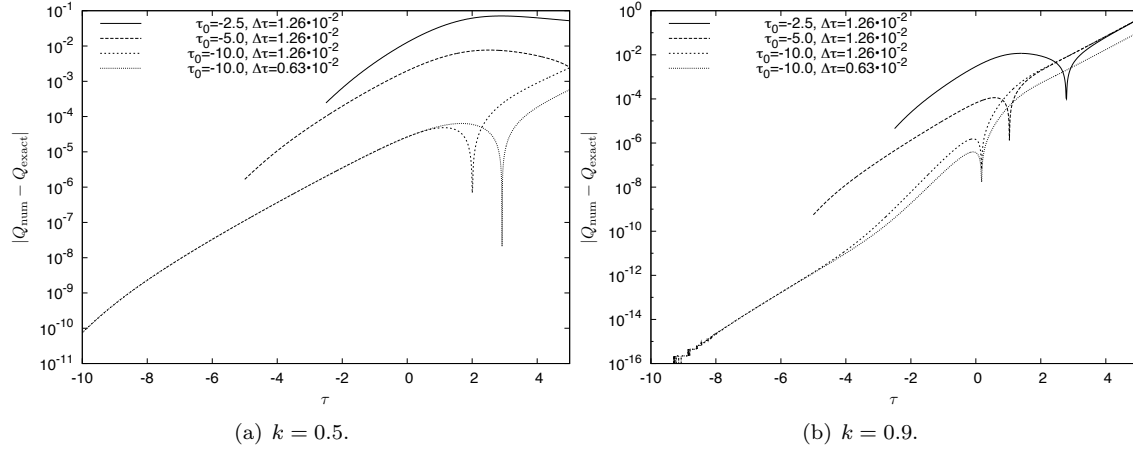 τ₀=-2.5, Δτ=1.26•10⁻²
τ₀=-5.0, Δτ=1.26•10⁻²
τ₀=-10.0, Δτ=1.26•10⁻²
τ₀=-10.0, Δτ=0.63•10⁻²
10⁻¹
10⁻²
10⁻³
10⁻⁴
10⁻⁵
10⁻⁶
10⁻⁷
10⁻⁸
10⁻⁹
10⁻¹⁰
10⁻¹¹
|Q_num − Q_exact|
-10 -8 -6 -4 -2 0 2 4
τ
(a) k = 0.5.
τ₀=-2.5, Δτ=1.26•10⁻²
τ₀=-5.0, Δτ=1.26•10⁻²
τ₀=-10.0, Δτ=1.26•10⁻²
τ₀=-10.0, Δτ=0.63•10⁻²
10⁰
10⁻²
10⁻⁴
10⁻⁶
10⁻⁸
10⁻¹⁰
10⁻¹²
10⁻¹⁴
10⁻¹⁶
|Q_num − Q_exact|
-10 -8 -6 -4 -2 0 2 4
τ
(b) k = 0.9.